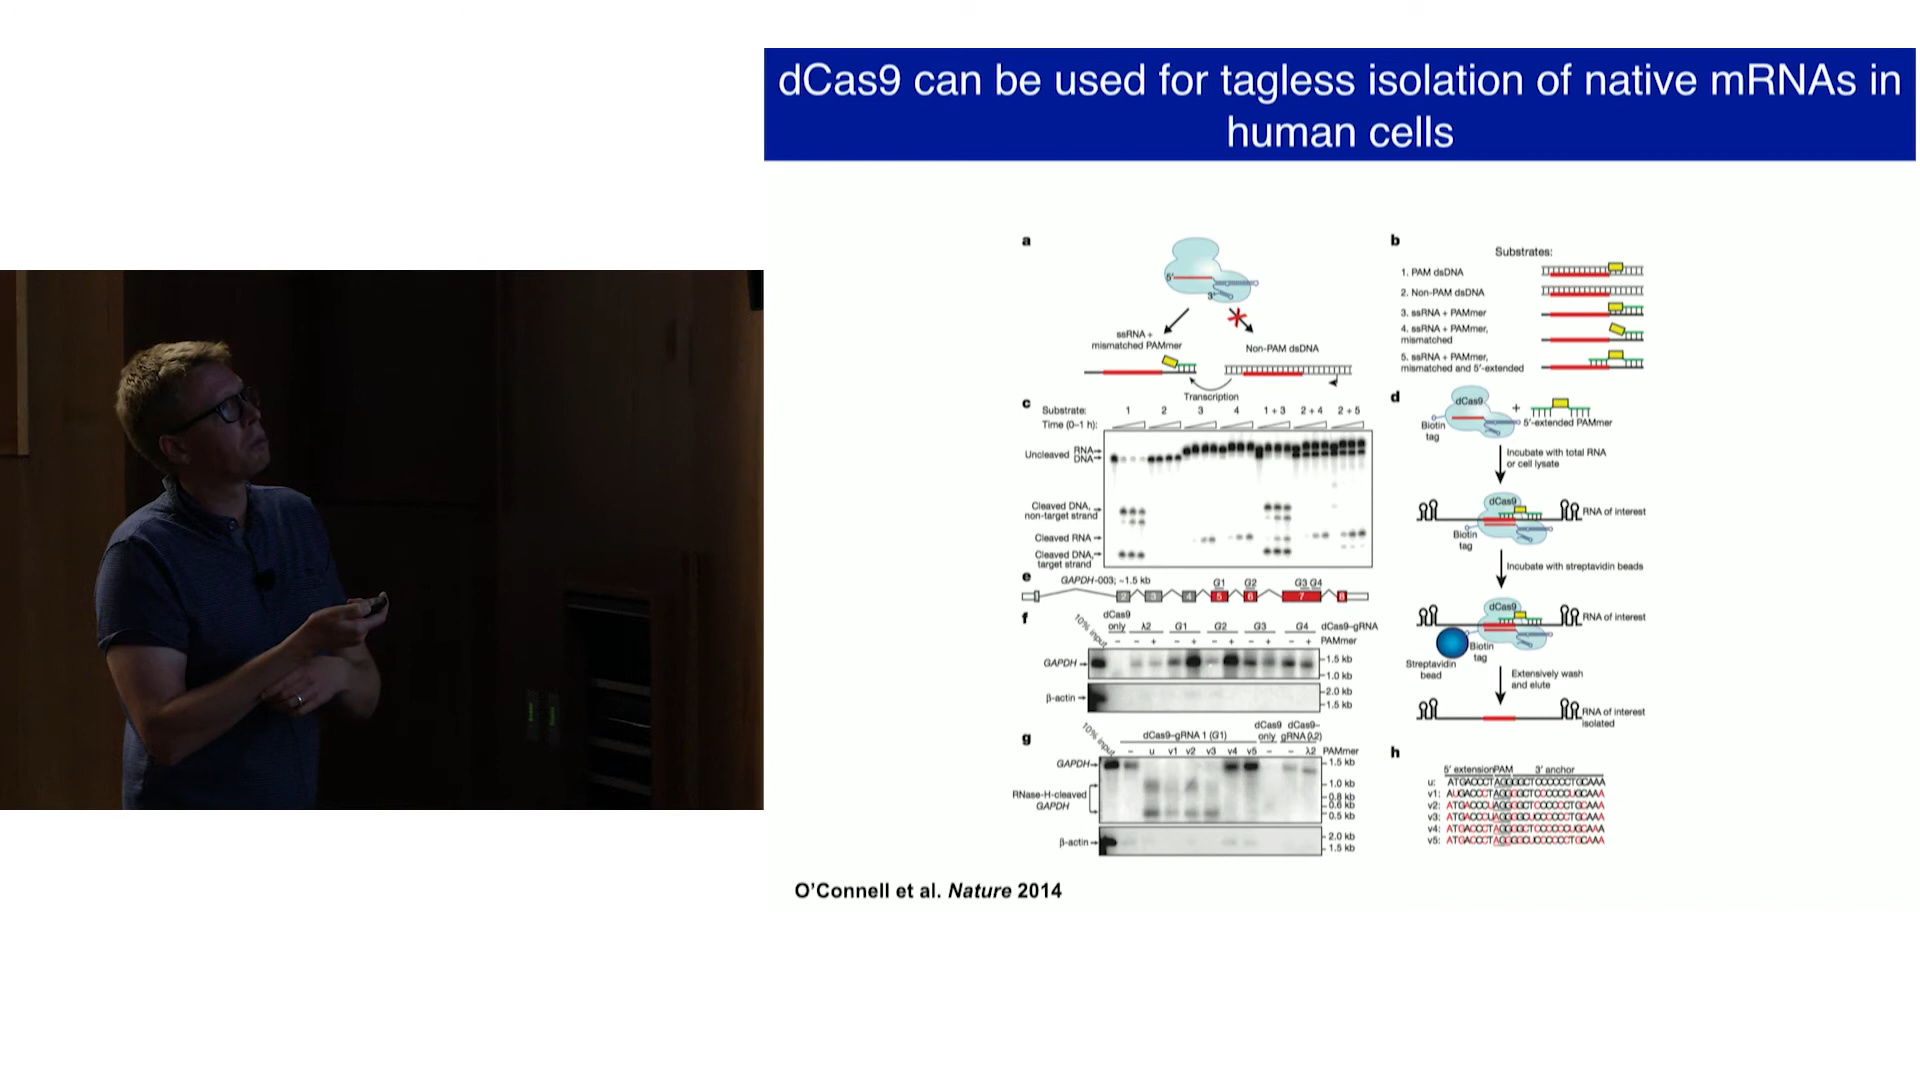 dCas9 can be used for tagless isolation of native mRNAs in
human cells
a
5′
3′
ssRNA +
mismatched PAMmer
Non-PAM dsDNA
Transcription
b
Substrates:
1. PAM dsDNA
2. Non-PAM dsDNA
3. ssRNA + PAMmer
4. ssRNA + PAMmer,
mismatched
5. ssRNA + PAMmer,
mismatched and 5′-extended
c
Substrate: 1 2 3 4 1 + 3 2 + 4 2 + 5
Time (0–1 h):
Uncleaved RNA
DNA
Cleaved DNA,
non-target strand
Cleaved RNA
Cleaved DNA,
target strand
d
dCas9
+
Biotin
tag
5′-extended PAMmer
Incubate with total RNA
or cell lysate
dCas9
RNA of interest
Biotin
tag
Incubate with streptavidin beads
dCas9
RNA of interest
Biotin
tag
Streptavidin
bead
Extensively wash
and elute
RNA of interest
isolated
e
GAPDH-003; ~1.5 kb
G1 G2 G3 G4
2 3 4 5 6 7 8
f
10% input
dCas9
only λ2 G1 G2 G3 G4 dCas9–gRNA
– – + – + – + – + – + PAMmer
GAPDH
1.5 kb
1.0 kb
β-actin
2.0 kb
1.5 kb
g
10% input
dCas9–gRNA 1 (G1)
dCas9
only
dCas9–
gRNA (λ2)
– u v1 v2 v3 v4 v5 – – λ2 PAMmer
GAPDH
1.5 kb
1.0 kb
0.8 kb
0.6 kb
0.5 kb
RNase-H-cleaved
GAPDH
β-actin
2.0 kb
1.5 kb
h
5′ extension PAM 3′ anchor
u:
v1:
v2:
v3:
v4:
v5:
O’Connell et al. Nature 2014